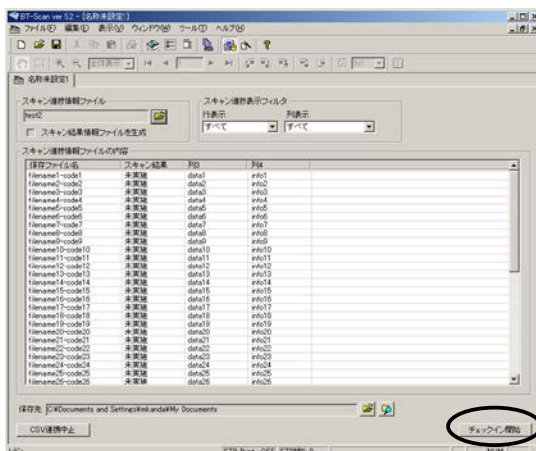 BT-Scan ver 5.2 - [名称未設定1]
ファイル(F) 編集(E) 表示(V) ウィンドウ(W) ツール(T) ヘルプ(H)
全体表示
名称未設定1
スキャン進捗情報ファイル
スキャン進捗表示フィルタ
test2
行表示 列表示
スキャン結果情報ファイルを生成
すべて すべて
スキャン進捗情報ファイルの内容
保存ファイル名 スキャン結果 列3 列4
filename1-code1 未実施 data1 info1
filename2-code2 未実施 data2 info2
filename3-code3 未実施 data3 info3
filename4-code4 未実施 data4 info4
filename5-code5 未実施 data5 info5
filename6-code6 未実施 data6 info6
filename7-code7 未実施 data7 info7
filename8-code8 未実施 data8 info8
filename9-code9 未実施 data9 info9
filename10-code10 未実施 data10 info10
filename11-code11 未実施 data11 info11
filename12-code12 未実施 data12 info12
filename13-code13 未実施 data13 info13
filename14-code14 未実施 data14 info14
filename15-code15 未実施 data15 info15
filename16-code16 未実施 data16 info16
filename17-code17 未実施 data17 info17
filename18-code18 未実施 data18 info18
filename19-code19 未実施 data19 info19
filename20-code20 未実施 data20 info20
filename21-code21 未実施 data21 info21
filename22-code22 未実施 data22 info22
filename23-code23 未実施 data23 info23
filename24-code24 未実施 data24 info24
filename25-code25 未実施 data25 info25
filename26-code26 未実施 data26 info26
保存先 C:¥Documents and Settings¥mkanda¥My Documents
CSV連携中止 チェックイン開始
NUM